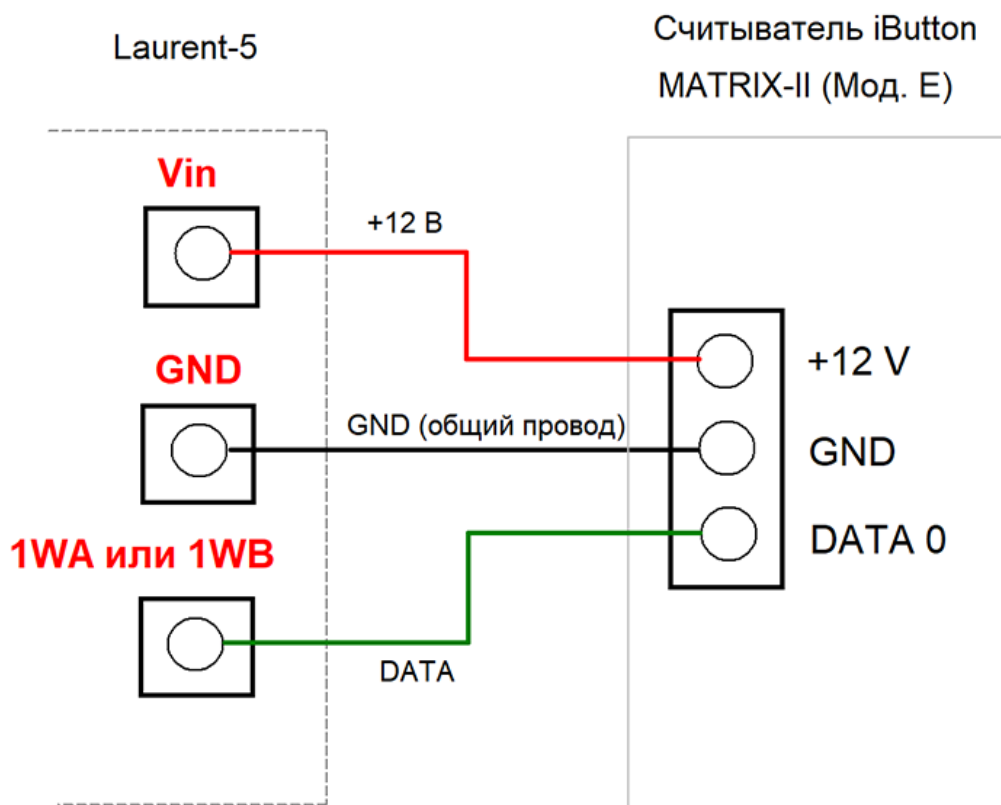 Laurent-5
Считыватель iButton
MATRIX-II (Мод. E)
Vin
+12 В
+12 V
GND
GND (общий провод)
GND
1WA или 1WB
DATA 0
DATA